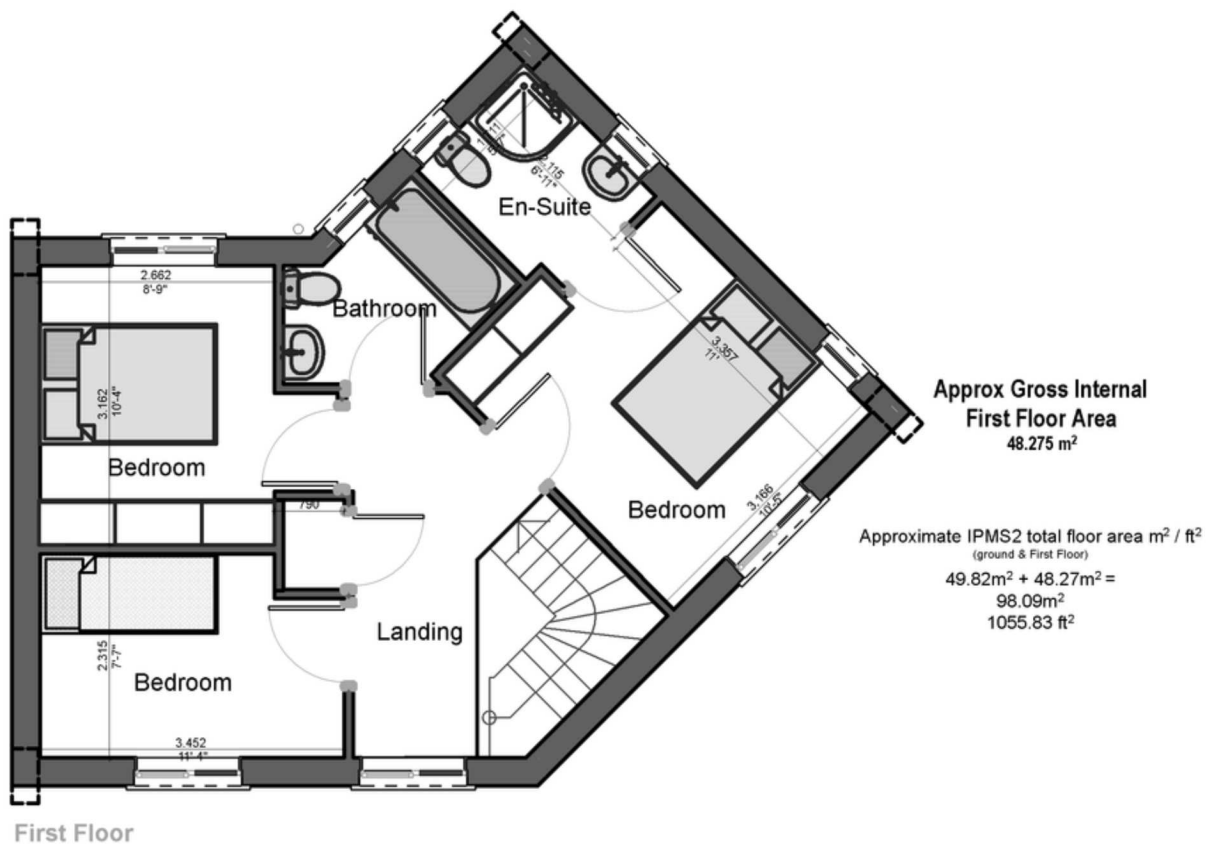 2.115
6'-11"
En-Suite
2.662
8'-9"
Bathroom
3.357
11'
3.162
10'-4"
Bedroom
790
3.166
10'-5"
Bedroom
2.315
7'-7"
Landing
Bedroom
3.452
11'-4"
Approx Gross Internal
First Floor Area
48.275 m²
Approximate IPMS2 total floor area m² / ft²
(ground & First Floor)
49.82m² + 48.27m² =
98.09m²
1055.83 ft²
First Floor